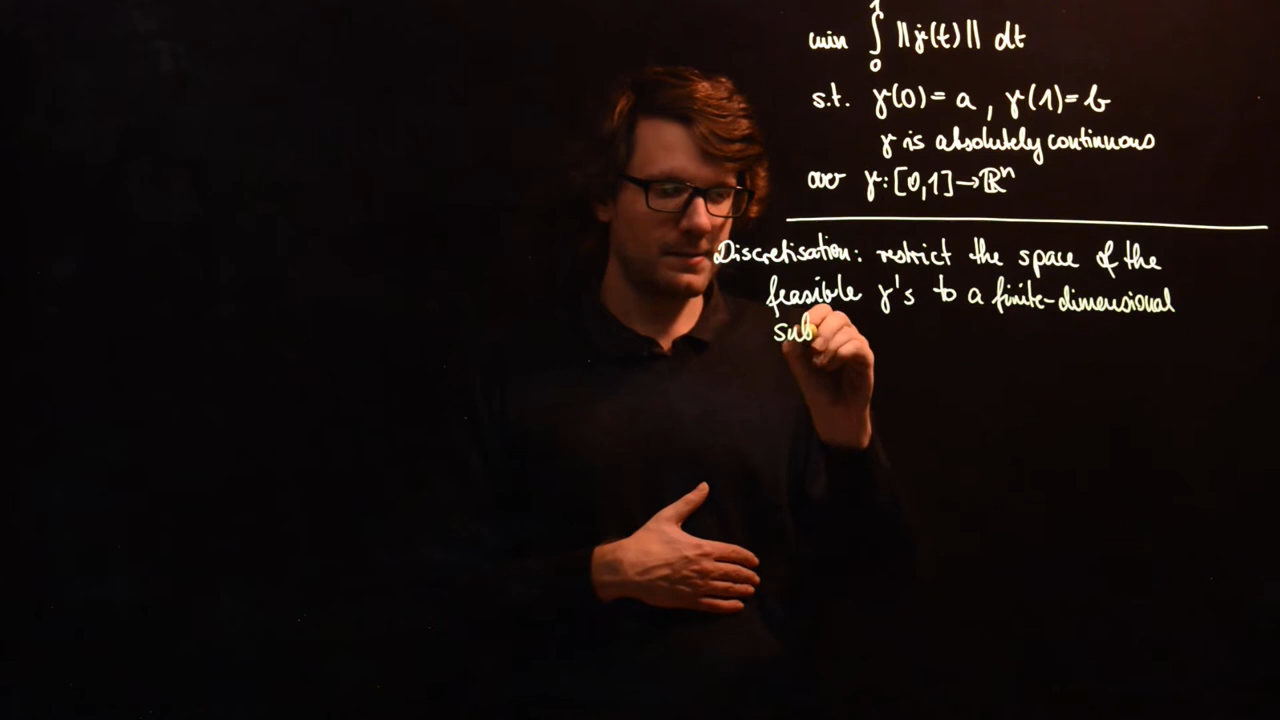 min ∫₀¹ ||γ̇(t)|| dt
s.t. γ(0)=a, γ(1)=b
γ is absolutely continuous
over γ:[0,1]→ℝⁿ
Discretisation: restrict the space of the
feasible γ's to a finite-dimensional
sub